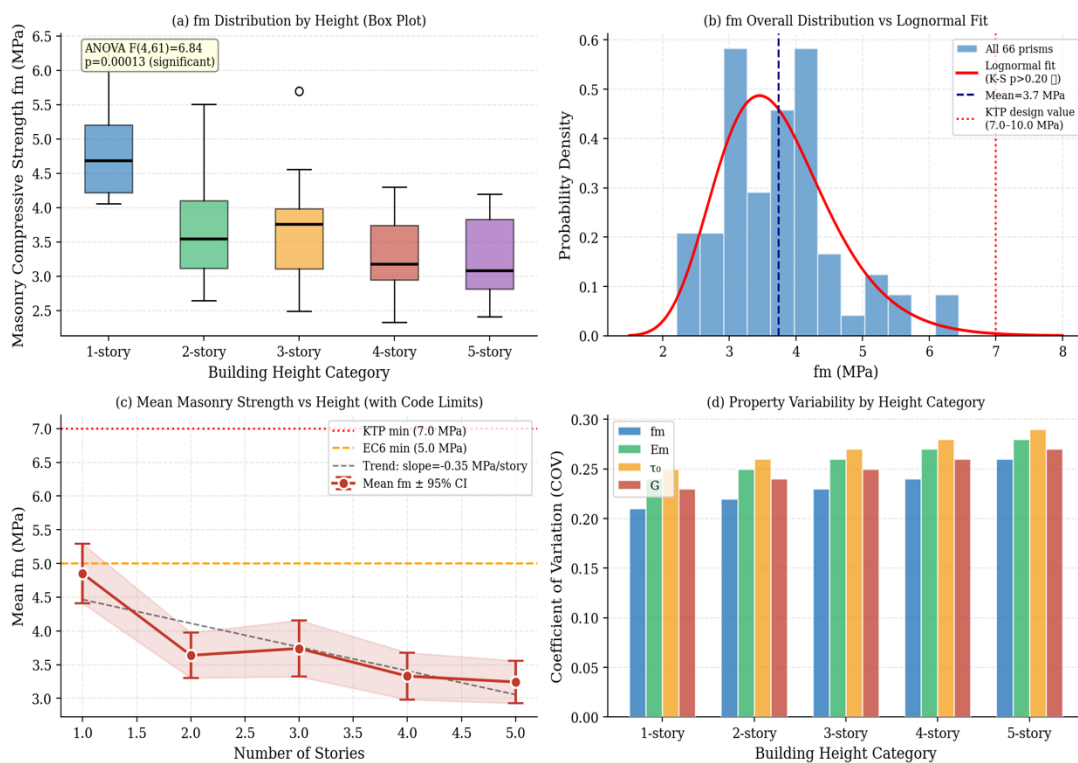 (a) fm Distribution by Height (Box Plot)
Masonry Compressive Strength fm (MPa)
6.5
6.0
5.5
5.0
4.5
4.0
3.5
3.0
2.5
ANOVA F(4,61)=6.84
p=0.00013 (significant)
1-story
2-story
3-story
4-story
5-story
Building Height Category
(b) fm Overall Distribution vs Lognormal Fit
Probability Density
0.6
0.5
0.4
0.3
0.2
0.1
0.0
All 66 prisms
Lognormal fit
(K-S p>0.20 )
Mean=3.7 MPa
KTP design value
(7.0–10.0 MPa)
2
3
4
5
6
7
8
fm (MPa)
(c) Mean Masonry Strength vs Height (with Code Limits)
Mean fm (MPa)
7.0
6.5
6.0
5.5
5.0
4.5
4.0
3.5
3.0
KTP min (7.0 MPa)
EC6 min (5.0 MPa)
Trend: slope=-0.35 MPa/story
Mean fm ± 95% CI
1.0
1.5
2.0
2.5
3.0
3.5
4.0
4.5
5.0
Number of Stories
(d) Property Variability by Height Category
Coefficient of Variation (COV)
0.30
0.25
0.20
0.15
0.10
0.05
0.00
fm
Em
τ₀
G
1-story
2-story
3-story
4-story
5-story
Building Height Category